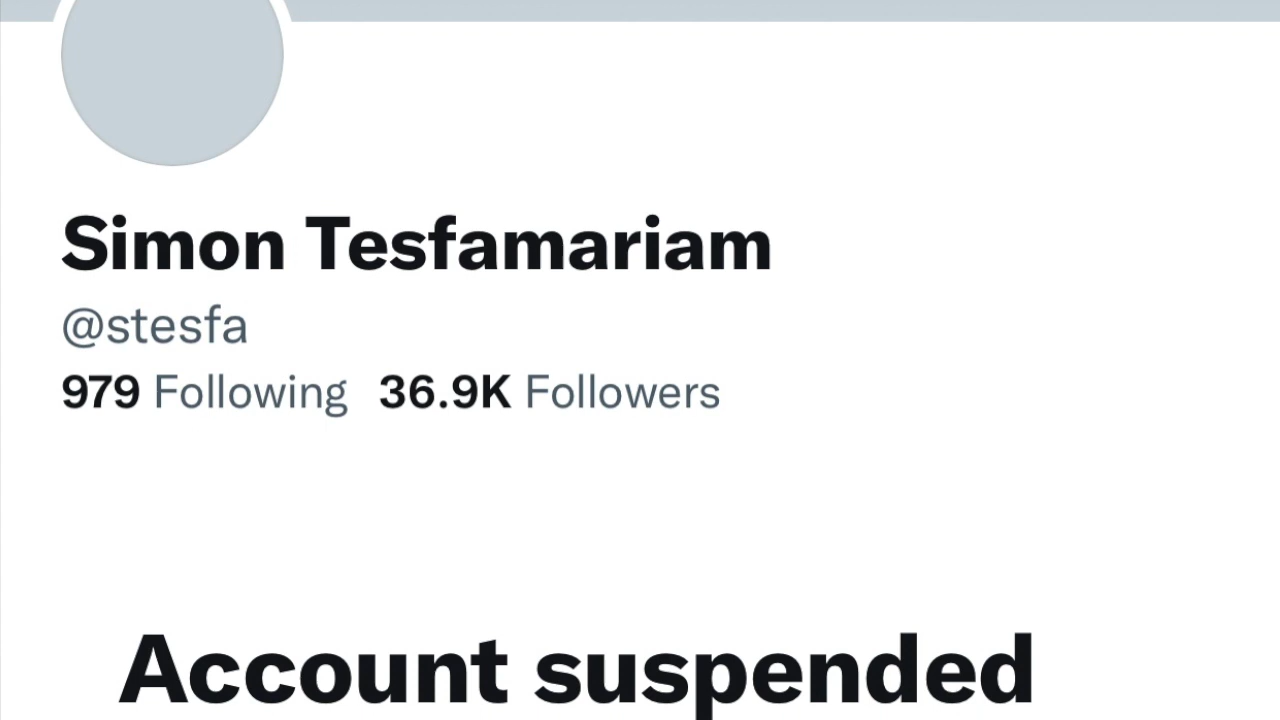 Simon Tesfamariam
@stesfa
979 Following 36.9K Followers
Account suspended